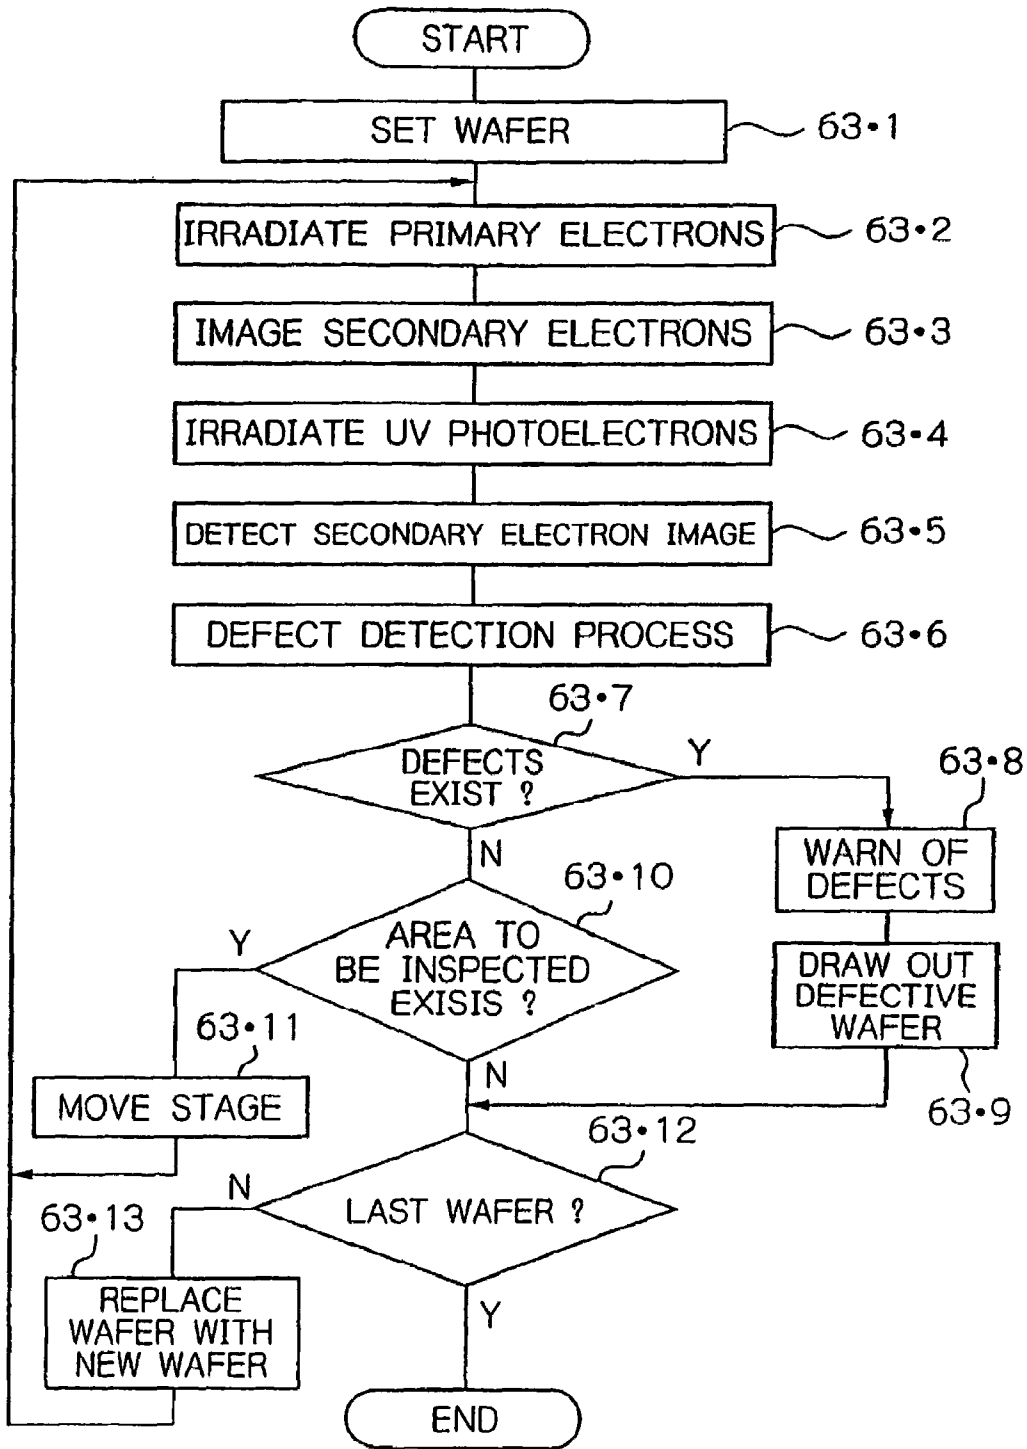 START
SET WAFER
63•1
IRRADIATE PRIMARY ELECTRONS
63•2
IMAGE SECONDARY ELECTRONS
63•3
IRRADIATE UV PHOTOELECTRONS
63•4
DETECT SECONDARY ELECTRON IMAGE
63•5
DEFECT DETECTION PROCESS
63•6
63•7
DEFECTS
EXIST ?
Y
N
63•8
WARN OF
DEFECTS
63•10
AREA TO
BE INSPECTED
EXISIS ?
Y
N
DRAW OUT
DEFECTIVE
WAFER
63•9
63•11
MOVE STAGE
63•12
LAST WAFER ?
N
Y
63•13
REPLACE
WAFER WITH
NEW WAFER
END